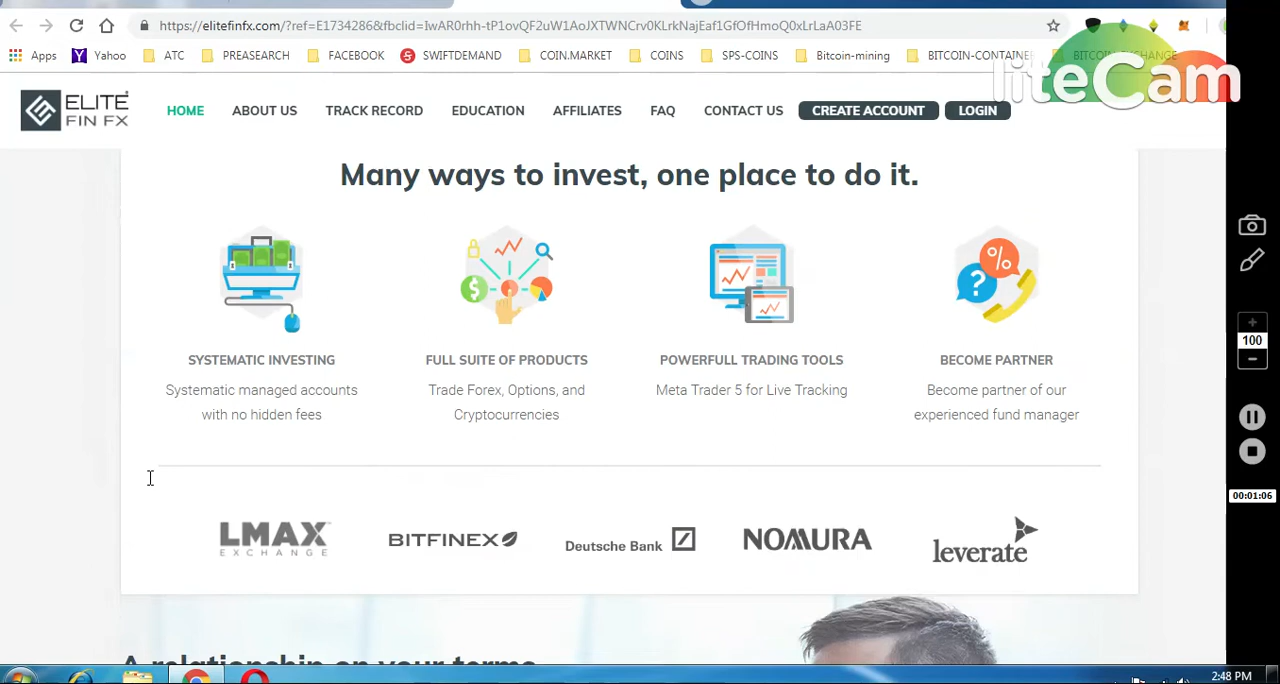 https://elitefinfx.com/?ref=E1734286&fbclid=IwAR0rhh-tP1ovQF2uW1AoJXTWNCrv0KLrkNajEaf1GfOfHmoQ0xLrLaA03FE
Apps Yahoo ATC PREASEARCH FACEBOOK SWIFTDEMAND COIN.MARKET COINS SPS-COINS Bitcoin-mining BITCOIN-CONTAINE
liteCam
ELITE FIN FX
HOME ABOUT US TRACK RECORD EDUCATION AFFILIATES FAQ CONTACT US CREATE ACCOUNT LOGIN
Many ways to invest, one place to do it.
SYSTEMATIC INVESTING
Systematic managed accounts
with no hidden fees
FULL SUITE OF PRODUCTS
Trade Forex, Options, and
Cryptocurrencies
POWERFULL TRADING TOOLS
Meta Trader 5 for Live Tracking
BECOME PARTNER
Become partner of our
experienced fund manager
100
00:01:06
LMAX EXCHANGE
BITFINEX
Deutsche Bank
NOMURA
leverate
A relationship on your terms
2:48 PM